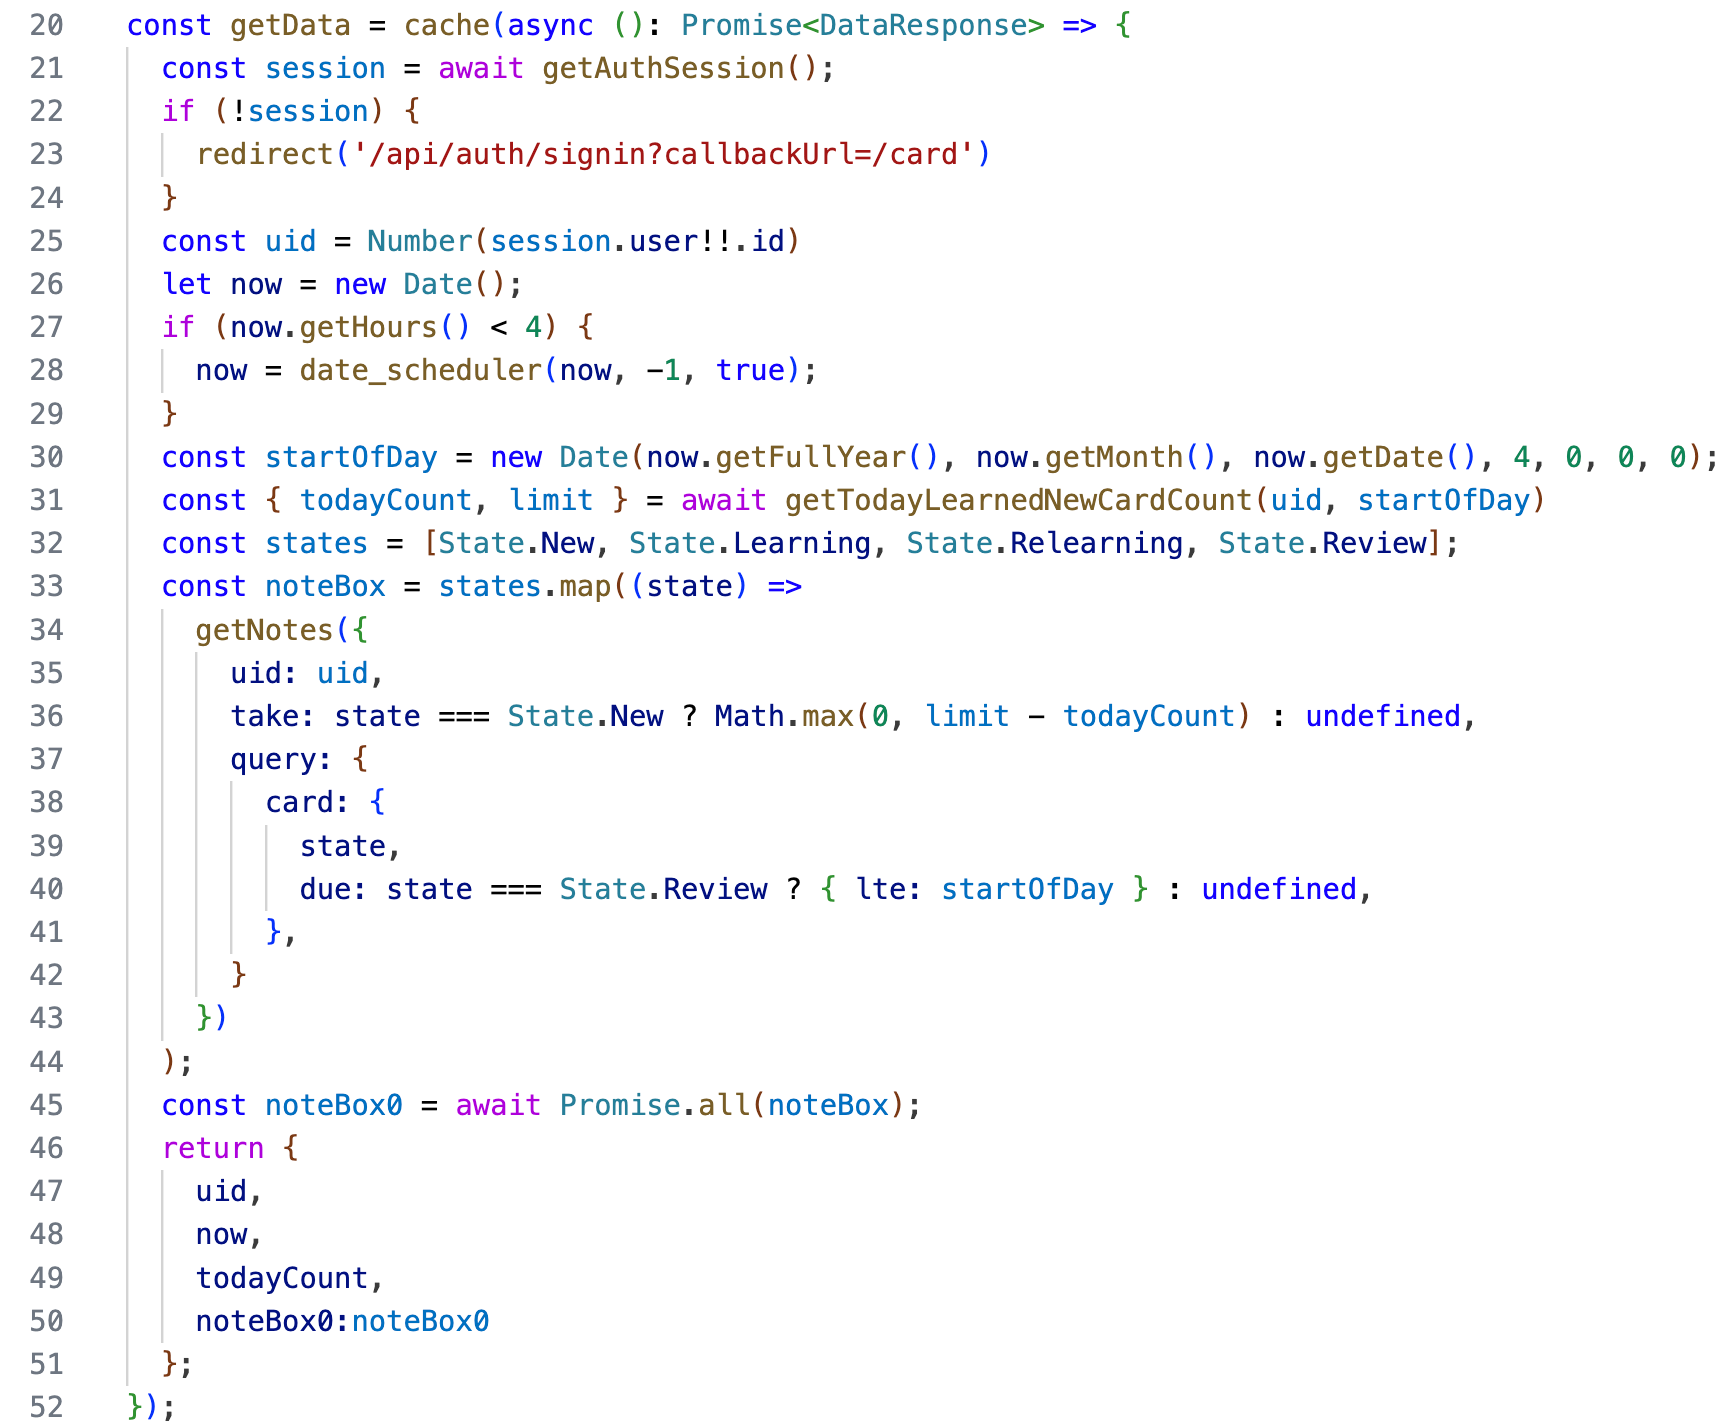 20 const getData = cache(async (): Promise<DataResponse> => {
21   const session = await getAuthSession();
22   if (!session) {
23     redirect('/api/auth/signin?callbackUrl=/card')
24   }
25   const uid = Number(session.user!!.id)
26   let now = new Date();
27   if (now.getHours() < 4) {
28     now = date_scheduler(now, -1, true);
29   }
30   const startOfDay = new Date(now.getFullYear(), now.getMonth(), now.getDate(), 4, 0, 0, 0);
31   const { todayCount, limit } = await getTodayLearnedNewCardCount(uid, startOfDay)
32   const states = [State.New, State.Learning, State.Relearning, State.Review];
33   const noteBox = states.map((state) =>
34     getNotes({
35       uid: uid,
36       take: state === State.New ? Math.max(0, limit - todayCount) : undefined,
37       query: {
38         card: {
39           state,
40           due: state === State.Review ? { lte: startOfDay } : undefined,
41         },
42       }
43     })
44   );
45   const noteBox0 = await Promise.all(noteBox);
46   return {
47     uid,
48     now,
49     todayCount,
50     noteBox0:noteBox0
51   };
52 });